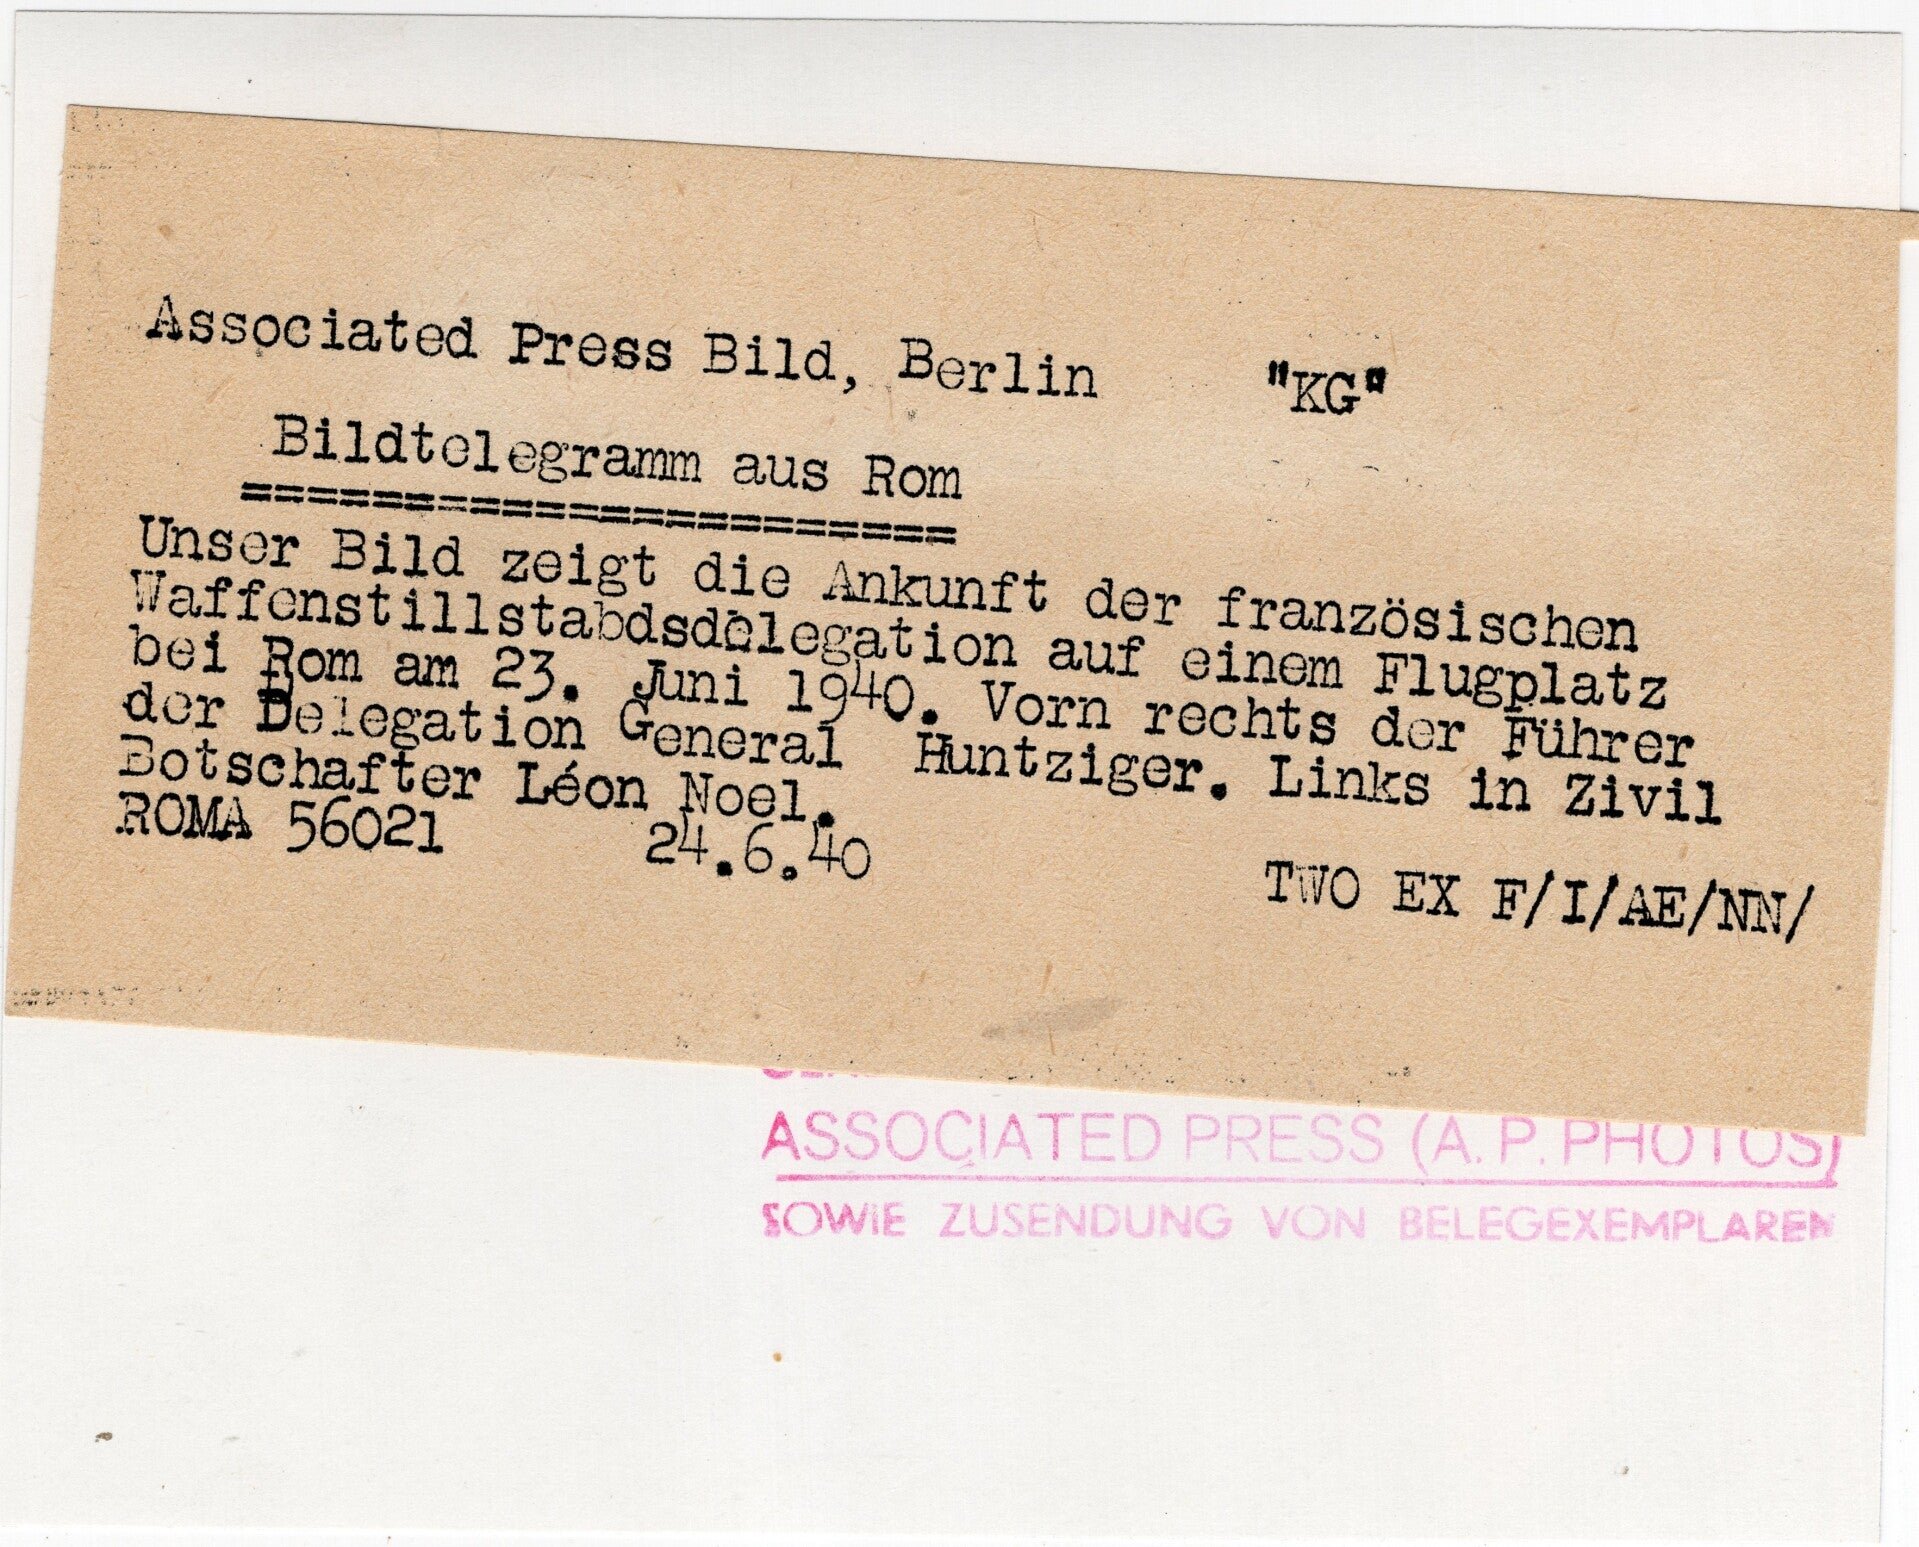 Associated Press Bild, Berlin "KG"
Bildtelegramm aus Rom
======================
Unser Bild zeigt die Ankunft der französischen
Waffenstillstabdsdelegation auf einem Flugplatz
bei Rom am 23. Juni 1940. Vorn rechts der Führer
der Delegation General Huntziger. Links in Zivil
Botschafter Léon Noel.
ROMA 56021 24.6.40 TWO EX F/I/AE/NN/
ASSOCIATED PRESS (A. P. PHOTOS)
SOWIE ZUSENDUNG VON BELEGEXEMPLAREN